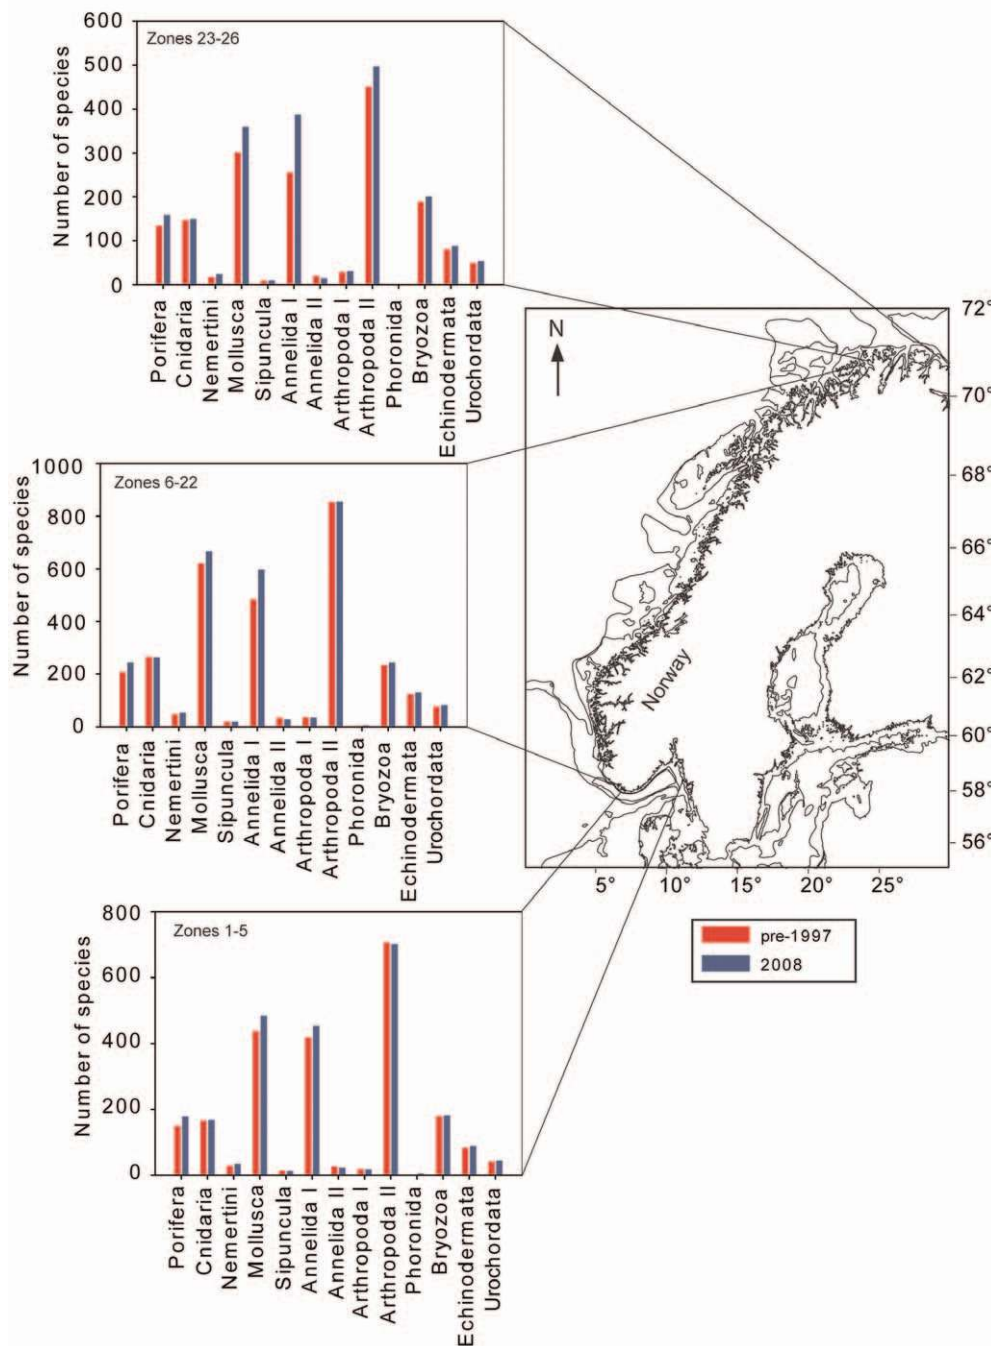 Number of species
600
500
400
300
200
100
0
Zones 23-26
Porifera
Cnidaria
Nemertini
Mollusca
Sipuncula
Annelida I
Annelida II
Arthropoda I
Arthropoda II
Phoronida
Bryozoa
Echinodermata
Urochordata
Number of species
1000
800
600
400
200
0
Zones 6-22
Porifera
Cnidaria
Nemertini
Mollusca
Sipuncula
Annelida I
Annelida II
Arthropoda I
Arthropoda II
Phoronida
Bryozoa
Echinodermata
Urochordata
Number of species
800
600
400
200
0
Zones 1-5
Porifera
Cnidaria
Nemertini
Mollusca
Sipuncula
Annelida I
Annelida II
Arthropoda I
Arthropoda II
Phoronida
Bryozoa
Echinodermata
Urochordata
N
Norway
72°
70°
68°
66°
64°
62°
60°
58°
56°
5°
10°
15°
20°
25°
pre-1997
2008